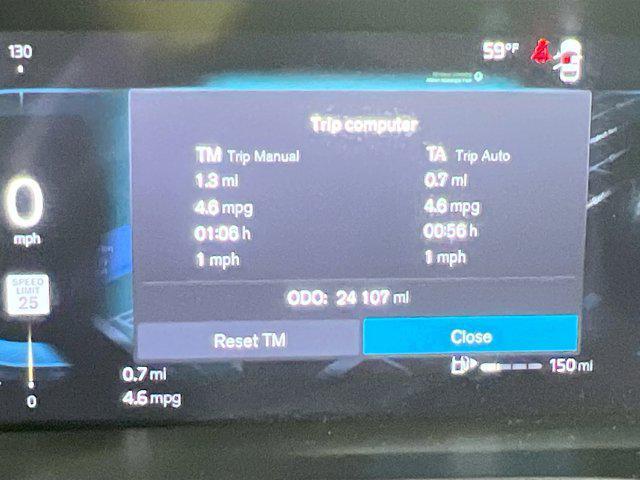 130
59°F
Trip computer
TM Trip Manual
TA Trip Auto
1.3 mi
0.7 mi
4.6 mpg
4.6 mpg
01:06 h
00:56 h
1 mph
1 mph
0
mph
SPEED
LIMIT
25
ODO: 24 107 mi
Reset TM
Close
0.7 mi
150 mi
4.6 mpg
0